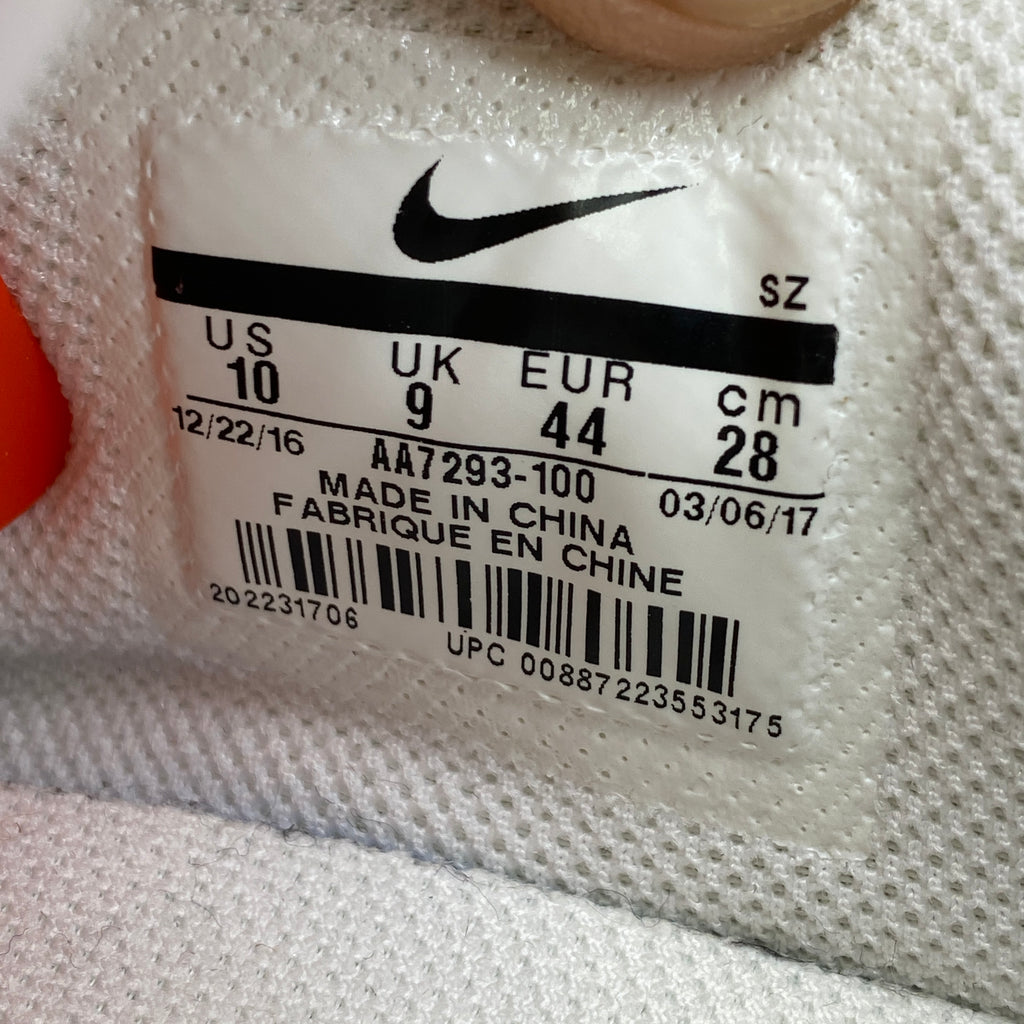 SZ
US UK EUR cm
10 9 44 28
12/22/16 AA7293-100 03/06/17
MADE IN CHINA
FABRIQUE EN CHINE
202231706 UPC 00887223553175